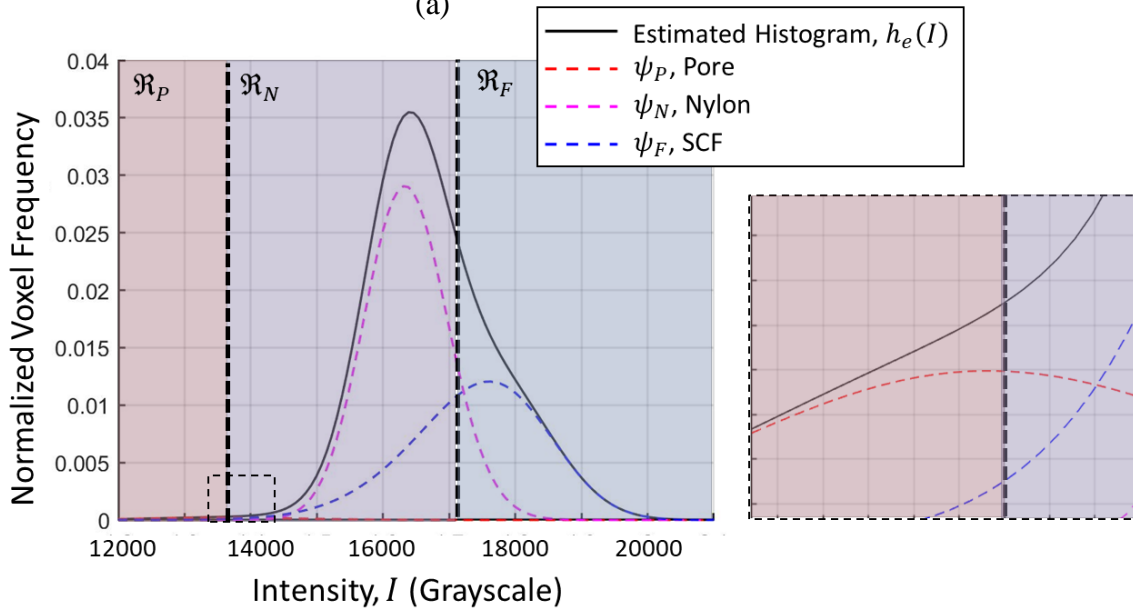 (a)
Estimated Histogram, h_e(I)
ψ_P, Pore
ψ_N, Nylon
ψ_F, SCF
ℜ_P ℜ_N ℜ_F
Normalized Voxel Frequency
0.04
0.035
0.03
0.025
0.02
0.015
0.01
0.005
0
12000 14000 16000 18000 20000
Intensity, I (Grayscale)